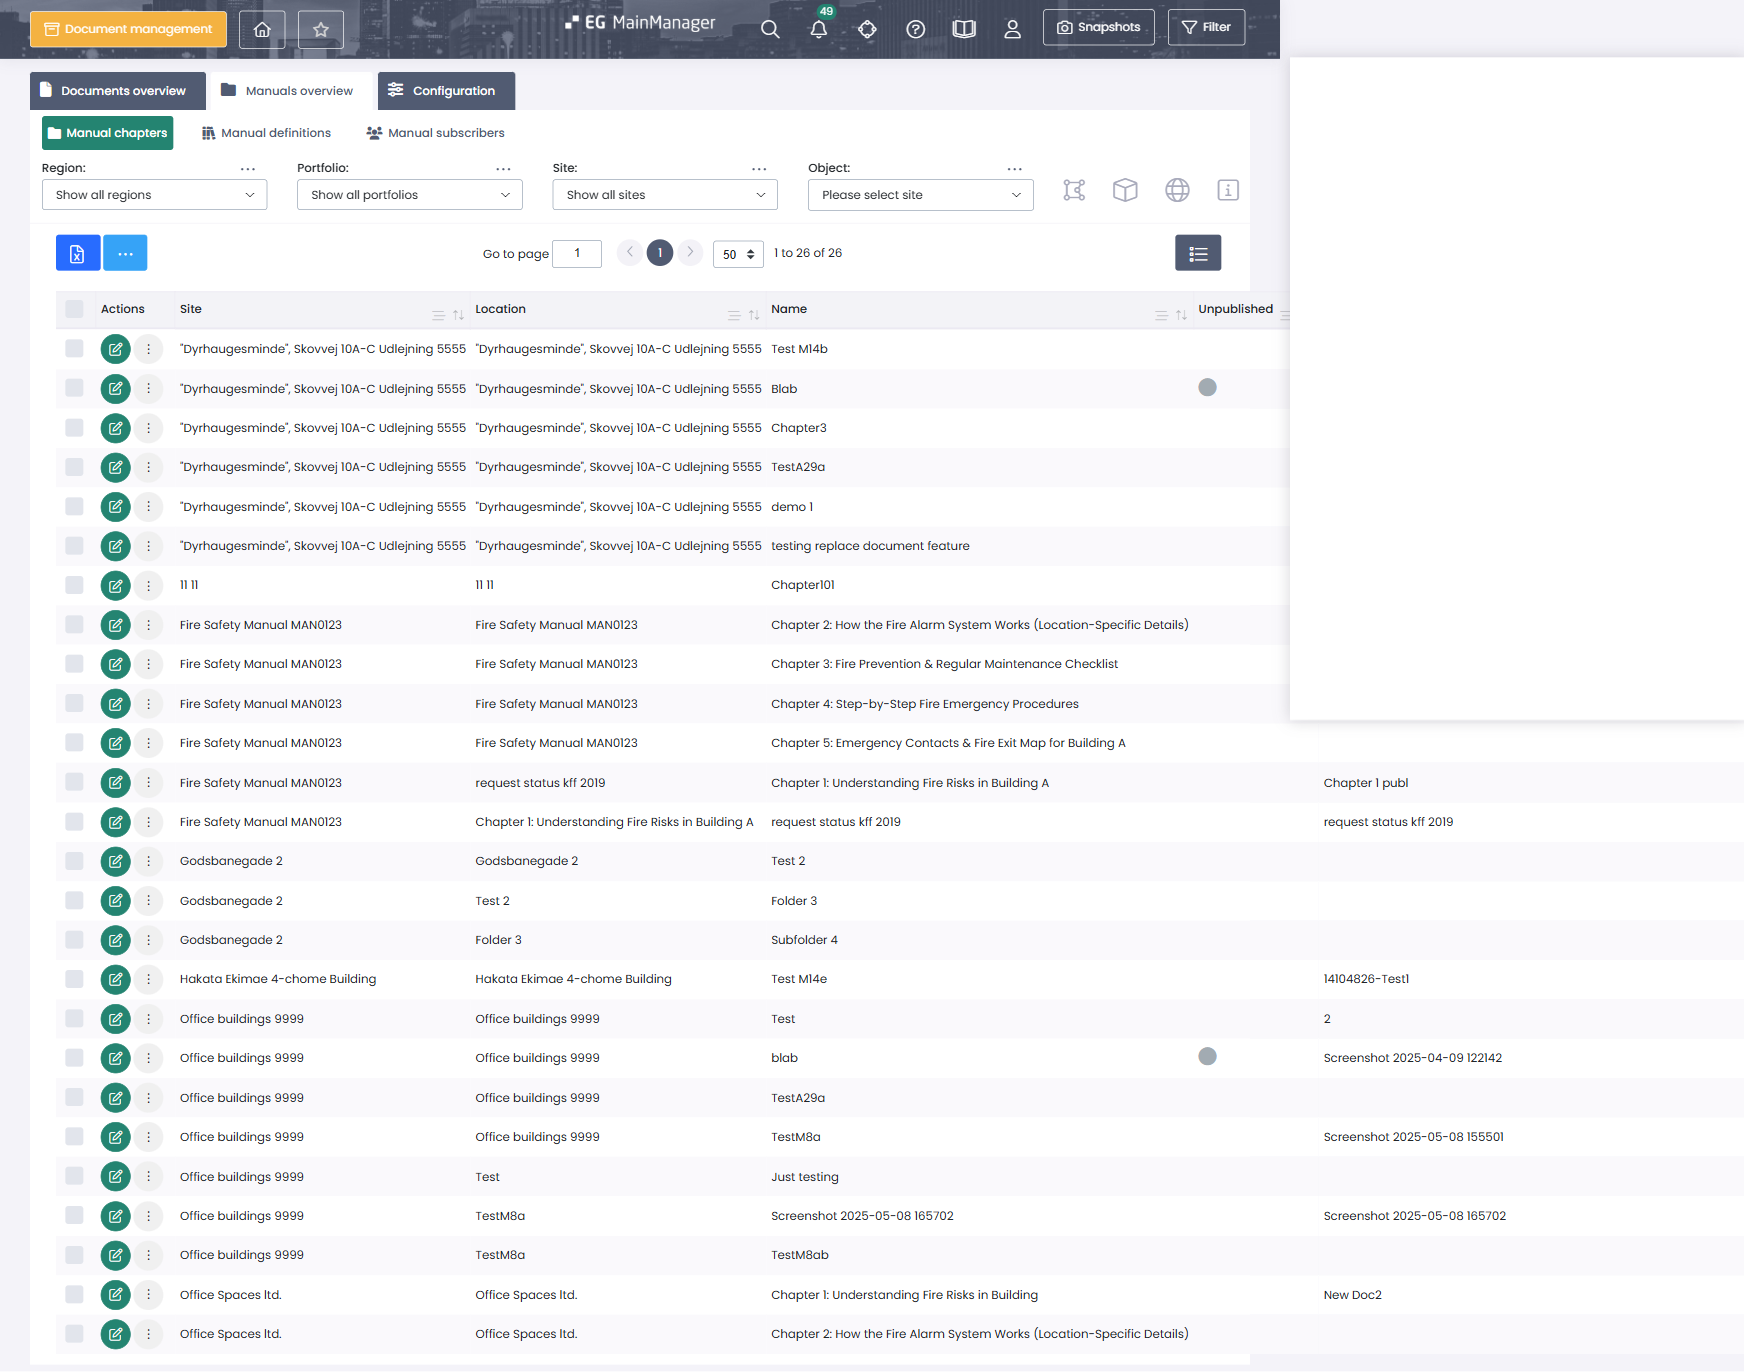 Document management
EG MainManager
49
Snapshots
Filter
Documents overview
Manuals overview
Configuration
Manual chapters
Manual definitions
Manual subscribers
Region:
Portfolio:
Site:
Object:
Show all regions
Show all portfolios
Show all sites
Please select site
Go to page 1
1
50
1 to 26 of 26
Actions Site Location Name Unpublished
"Dyrhaugesminde", Skovvej 10A-C Udlejning 5555 "Dyrhaugesminde", Skovvej 10A-C Udlejning 5555 Test M14b
"Dyrhaugesminde", Skovvej 10A-C Udlejning 5555 "Dyrhaugesminde", Skovvej 10A-C Udlejning 5555 Blab
"Dyrhaugesminde", Skovvej 10A-C Udlejning 5555 "Dyrhaugesminde", Skovvej 10A-C Udlejning 5555 Chapter3
"Dyrhaugesminde", Skovvej 10A-C Udlejning 5555 "Dyrhaugesminde", Skovvej 10A-C Udlejning 5555 TestA29a
"Dyrhaugesminde", Skovvej 10A-C Udlejning 5555 "Dyrhaugesminde", Skovvej 10A-C Udlejning 5555 demo 1
"Dyrhaugesminde", Skovvej 10A-C Udlejning 5555 "Dyrhaugesminde", Skovvej 10A-C Udlejning 5555 testing replace document feature
11 11 11 11 Chapter101
Fire Safety Manual MAN0123 Fire Safety Manual MAN0123 Chapter 2: How the Fire Alarm System Works (Location-Specific Details)
Fire Safety Manual MAN0123 Fire Safety Manual MAN0123 Chapter 3: Fire Prevention & Regular Maintenance Checklist
Fire Safety Manual MAN0123 Fire Safety Manual MAN0123 Chapter 4: Step-by-Step Fire Emergency Procedures
Fire Safety Manual MAN0123 Fire Safety Manual MAN0123 Chapter 5: Emergency Contacts & Fire Exit Map for Building A
Fire Safety Manual MAN0123 request status kff 2019 Chapter 1: Understanding Fire Risks in Building A Chapter 1 publ
Fire Safety Manual MAN0123 Chapter 1: Understanding Fire Risks in Building A request status kff 2019 request status kff 2019
Godsbanegade 2 Godsbanegade 2 Test 2
Godsbanegade 2 Test 2 Folder 3
Godsbanegade 2 Folder 3 Subfolder 4
Hakata Ekimae 4-chome Building Hakata Ekimae 4-chome Building Test M14e 14104826-Test1
Office buildings 9999 Office buildings 9999 Test 2
Office buildings 9999 Office buildings 9999 blab Screenshot 2025-04-09 122142
Office buildings 9999 Office buildings 9999 TestA29a
Office buildings 9999 Office buildings 9999 TestM8a Screenshot 2025-05-08 155501
Office buildings 9999 Test Just testing
Office buildings 9999 TestM8a Screenshot 2025-05-08 165702 Screenshot 2025-05-08 165702
Office buildings 9999 TestM8a TestM8ab
Office Spaces ltd. Office Spaces ltd. Chapter 1: Understanding Fire Risks in Building New Doc2
Office Spaces ltd. Office Spaces ltd. Chapter 2: How the Fire Alarm System Works (Location-Specific Details)